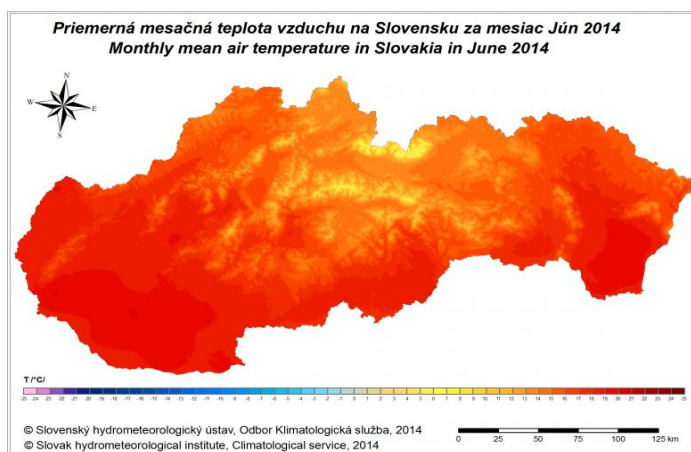 Priemerná mesačná teplota vzduchu na Slovensku za mesiac Jún 2014
Monthly mean air temperature in Slovakia in June 2014
N
W E
S
T /°C/
-25 -24 -23 -22 -21 -20 -19 -18 -17 -16 -15 -14 -13 -12 -11 -10 -9 -8 -7 -6 -5 -4 -3 -2 -1 0 1 2 3 4 5 6 7 8 9 10 11 12 13 14 15 16 17 18 19 20 21 22 23 24 25
© Slovenský hydrometeorologický ústav, Odbor Klimatologická služba, 2014
© Slovak hydrometeorological institute, Climatological service, 2014
0 25 50 75 100 125 km